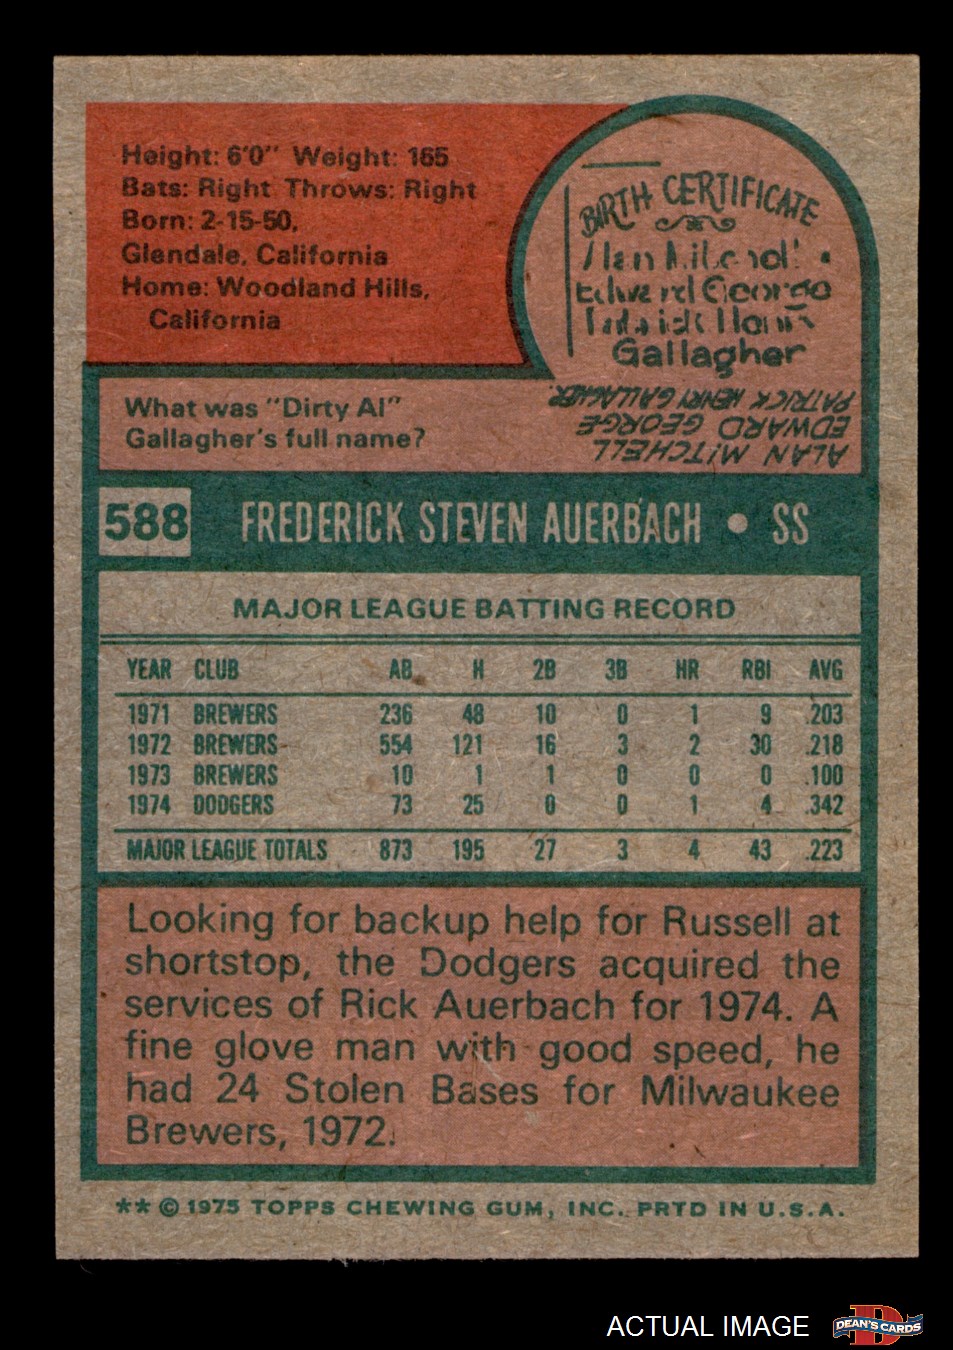 Height: 6'0" Weight: 165
Bats: Right Throws: Right
Born: 2-15-50,
Glendale, California
Home: Woodland Hills,
California
BIRTH CERTIFICATE
Edward George
Gallagher
What was "Dirty Al"
Gallagher's full name?
ALAN MITCHELL
EDWARD GEORGE
PATRICK HENRY GALLAGHER.
588 FREDERICK STEVEN AUERBACH • SS
MAJOR LEAGUE BATTING RECORD
YEAR CLUB AB H 2B 3B HR RBI AVG
1971 BREWERS 236 48 10 0 1 9 .203
1972 BREWERS 554 121 16 3 2 30 .218
1973 BREWERS 10 1 1 0 0 0 .100
1974 DODGERS 73 25 0 0 1 4 .342
MAJOR LEAGUE TOTALS 873 195 27 3 4 43 .223
Looking for backup help for Russell at
shortstop, the Dodgers acquired the
services of Rick Auerbach for 1974. A
fine glove man with good speed, he
had 24 Stolen Bases for Milwaukee
Brewers, 1972.
** © 1975 TOPPS CHEWING GUM, INC. PRTD IN U.S.A.
ACTUAL IMAGE
D
DEAN'S CARDS